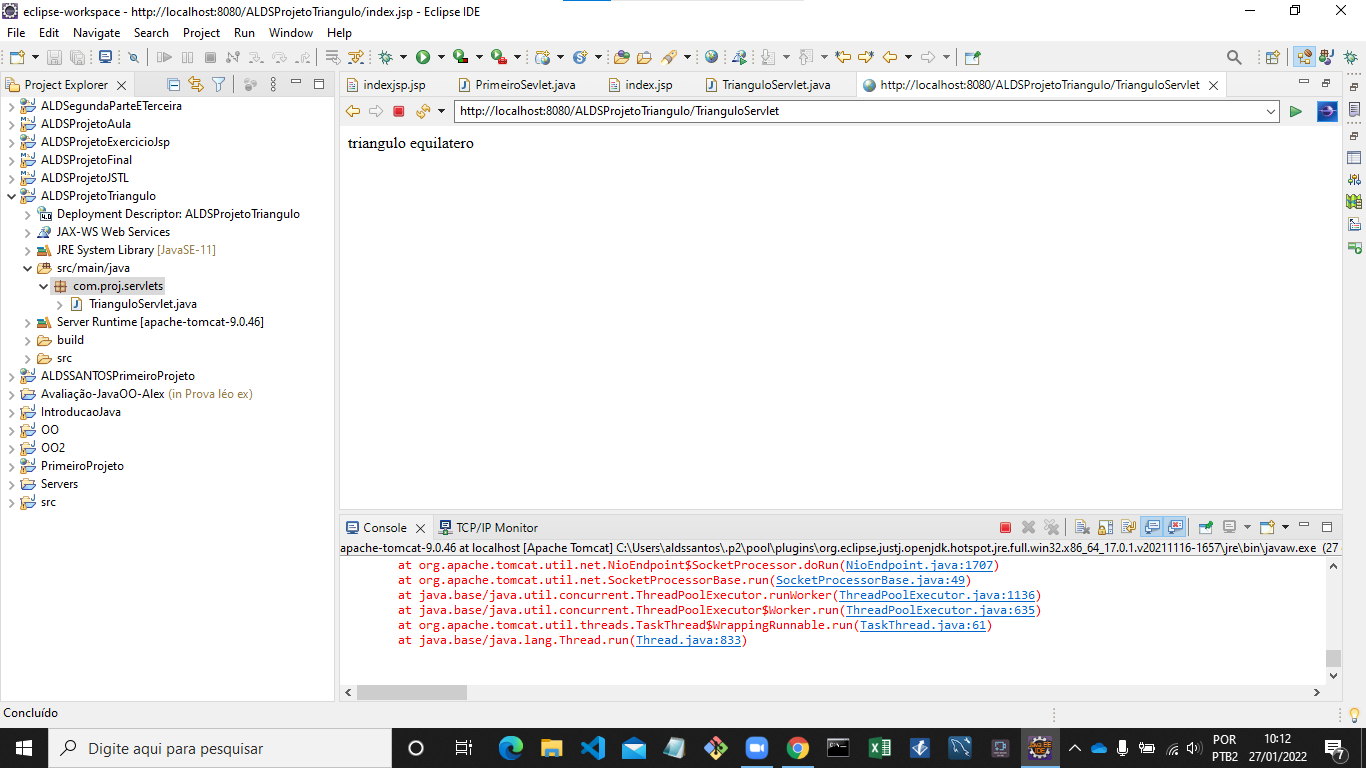 eclipse-workspace - http://localhost:8080/ALDSProjetoTriangulo/index.jsp - Eclipse IDE
File Edit Navigate Search Project Run Window Help
Project Explorer
ALDSegundaParteETerceira
ALDSProjetoAula
ALDSProjetoExercicioJsp
ALDSProjetoFinal
ALDSProjetoJSTL
ALDSProjetoTriangulo
Deployment Descriptor: ALDSProjetoTriangulo
JAX-WS Web Services
JRE System Library [JavaSE-11]
src/main/java
com.proj.servlets
TrianguloServlet.java
Server Runtime [apache-tomcat-9.0.46]
build
src
ALDSSANTOSPrimeiroProjeto
Avaliação-JavaOO-Alex (in Prova léo ex)
IntroducaoJava
OO
OO2
PrimeiroProjeto
Servers
src
indexjsp.jsp PrimeiroSevlet.java index.jsp TrianguloServlet.java http://localhost:8080/ALDSProjetoTriangulo/TrianguloServlet
http://localhost:8080/ALDSProjetoTriangulo/TrianguloServlet
triangulo equilatero
Console TCP/IP Monitor
apache-tomcat-9.0.46 at localhost [Apache Tomcat] C:\Users\aldssantos\.p2\pool\plugins\org.eclipse.justj.openjdk.hotspot.jre.full.win32.x86_64_17.0.1.v20211116-1657\jre\bin\javaw.exe (27
at org.apache.tomcat.util.net.NioEndpoint$SocketProcessor.doRun(NioEndpoint.java:1707)
at org.apache.tomcat.util.net.SocketProcessorBase.run(SocketProcessorBase.java:49)
at java.base/java.util.concurrent.ThreadPoolExecutor.runWorker(ThreadPoolExecutor.java:1136)
at java.base/java.util.concurrent.ThreadPoolExecutor$Worker.run(ThreadPoolExecutor.java:635)
at org.apache.tomcat.util.threads.TaskThread$WrappingRunnable.run(TaskThread.java:61)
at java.base/java.lang.Thread.run(Thread.java:833)
Concluído
Digite aqui para pesquisar
POR
PTB2
10:12
27/01/2022
7